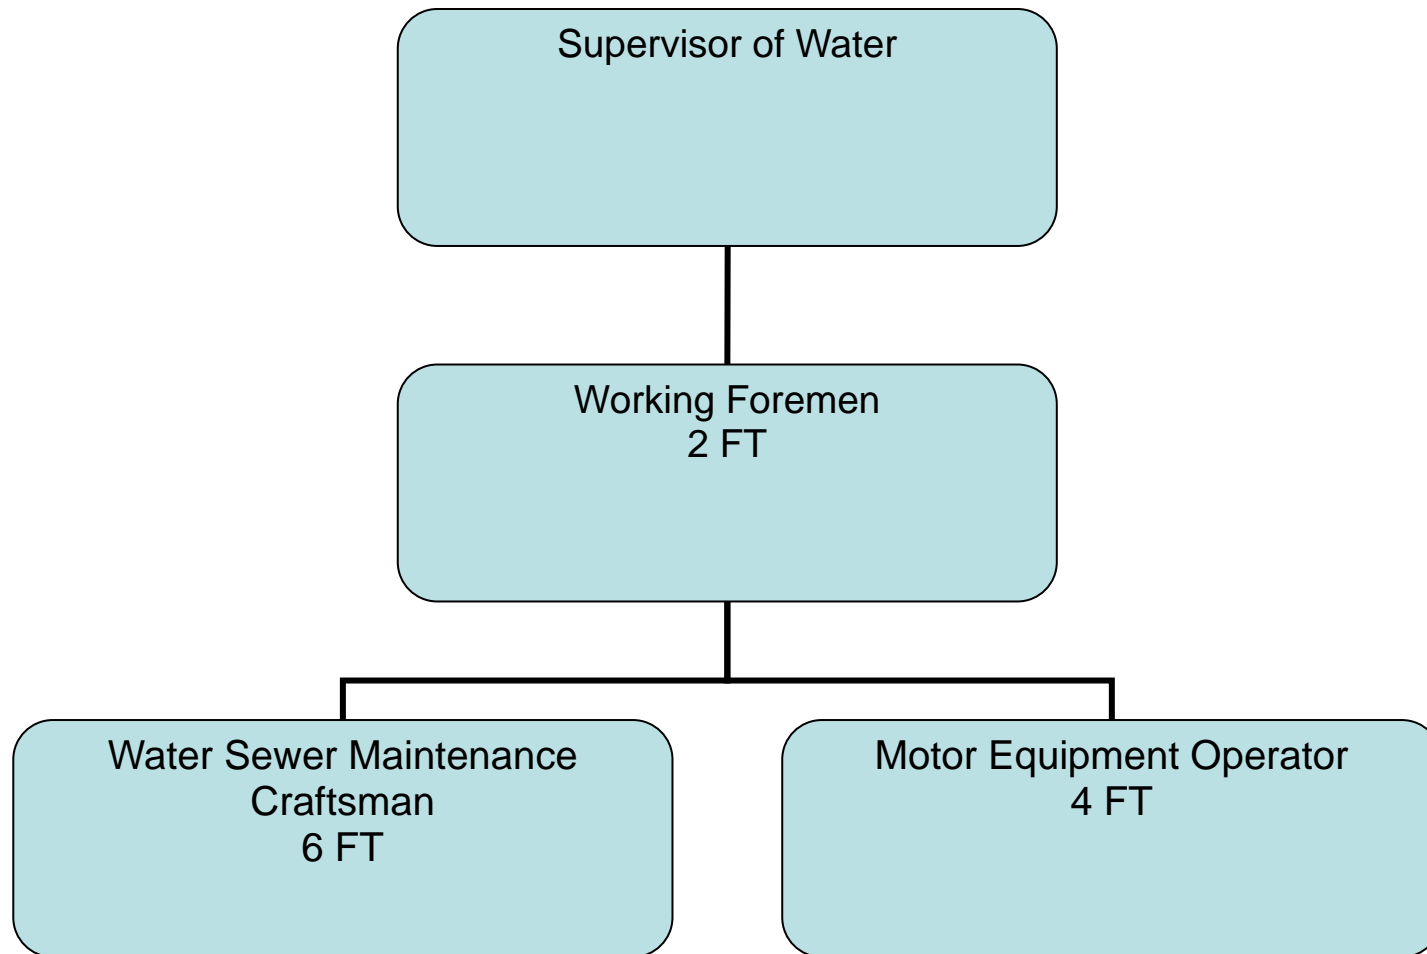 Supervisor of Water
Working Foremen
2 FT
Water Sewer Maintenance
Craftsman
6 FT
Motor Equipment Operator
4 FT